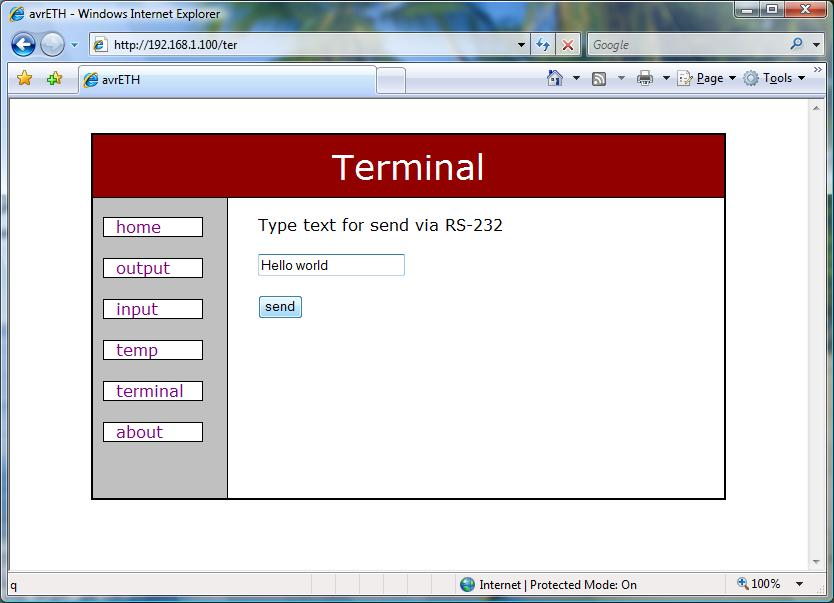 avrETH - Windows Internet Explorer
http://192.168.1.100/ter
Google
avrETH
Page
Tools
Terminal
home
output
input
temp
terminal
about
Type text for send via RS-232
Hello world
send
q
Internet | Protected Mode: On
100%